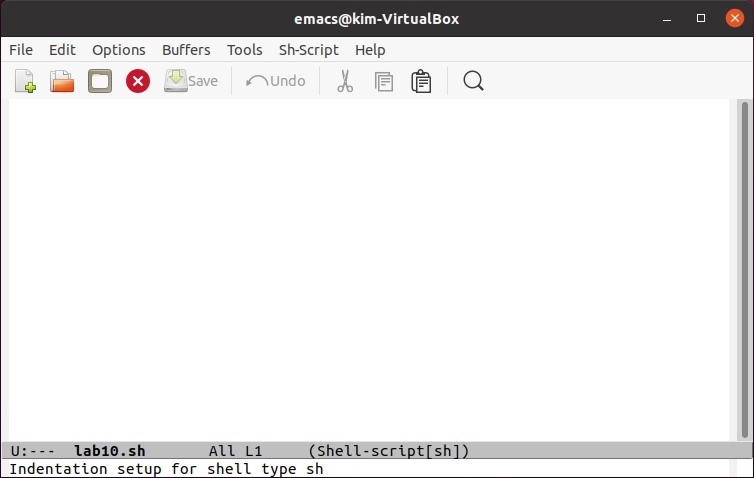 emacs@kim-VirtualBox
File Edit Options Buffers Tools Sh-Script Help
Save Undo
U:--- lab10.sh All L1 (Shell-script[sh])
Indentation setup for shell type sh